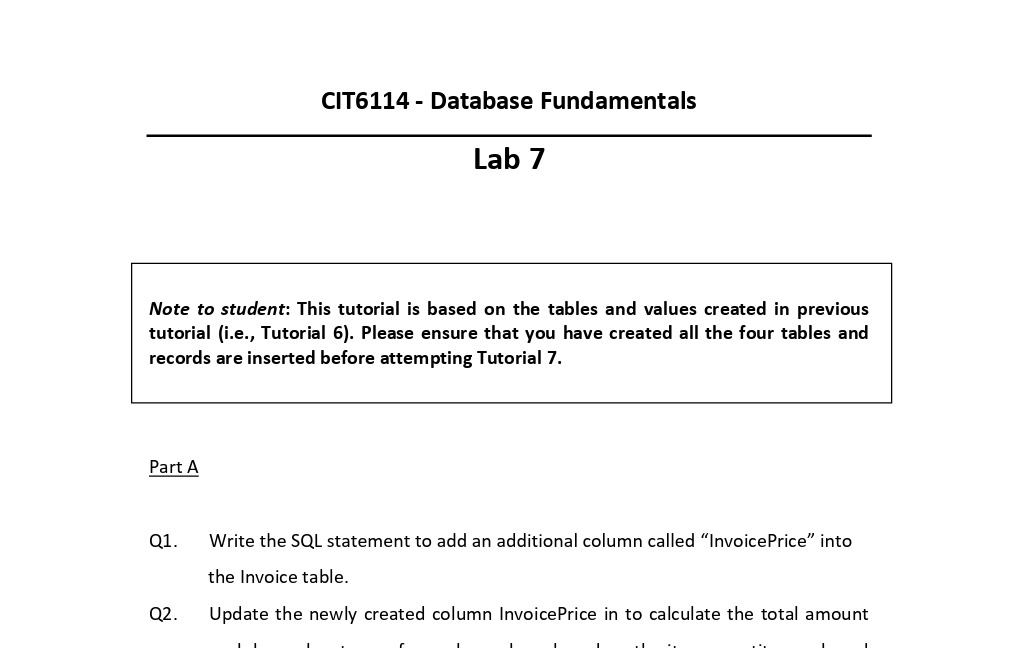 CIT6114 - Database Fundamentals
Lab 7
Note to student: This tutorial is based on the tables and values created in previous
tutorial (i.e., Tutorial 6). Please ensure that you have created all the four tables and
records are inserted before attempting Tutorial 7.
Part A
Q1. Write the SQL statement to add an additional column called “InvoicePrice” into
the Invoice table.
Q2. Update the newly created column InvoicePrice in to calculate the total amount